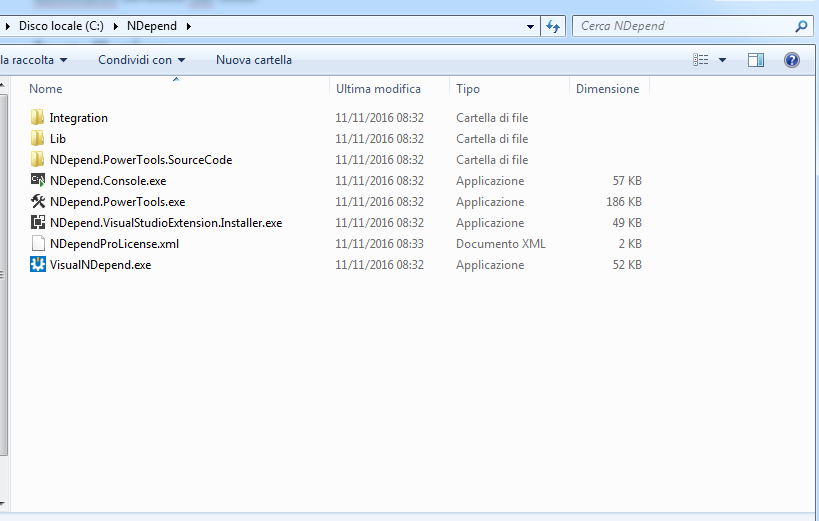 Disco locale (C:) NDepend Cerca NDepend
la raccolta Condividi con Nuova cartella
Nome Ultima modifica Tipo Dimensione
Integration 11/11/2016 08:32 Cartella di file
Lib 11/11/2016 08:32 Cartella di file
NDepend.PowerTools.SourceCode 11/11/2016 08:32 Cartella di file
NDepend.Console.exe 11/11/2016 08:32 Applicazione 57 KB
NDepend.PowerTools.exe 11/11/2016 08:32 Applicazione 186 KB
NDepend.VisualStudioExtension.Installer.exe 11/11/2016 08:32 Applicazione 49 KB
NDependProLicense.xml 11/11/2016 08:33 Documento XML 2 KB
VisualNDepend.exe 11/11/2016 08:32 Applicazione 52 KB